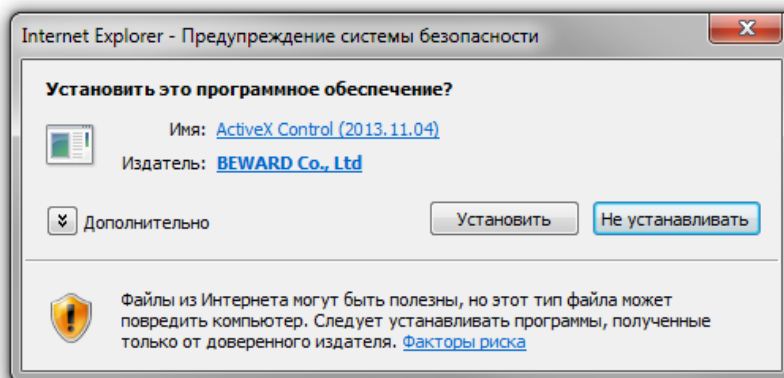 Internet Explorer - Предупреждение системы безопасности
Установить это программное обеспечение?
Имя: ActiveX Control (2013.11.04)
Издатель: BEWARD Co., Ltd
Дополнительно
Установить
Не устанавливать
Файлы из Интернета могут быть полезны, но этот тип файла может
повредить компьютер. Следует устанавливать программы, полученные
только от доверенного издателя. Факторы риска